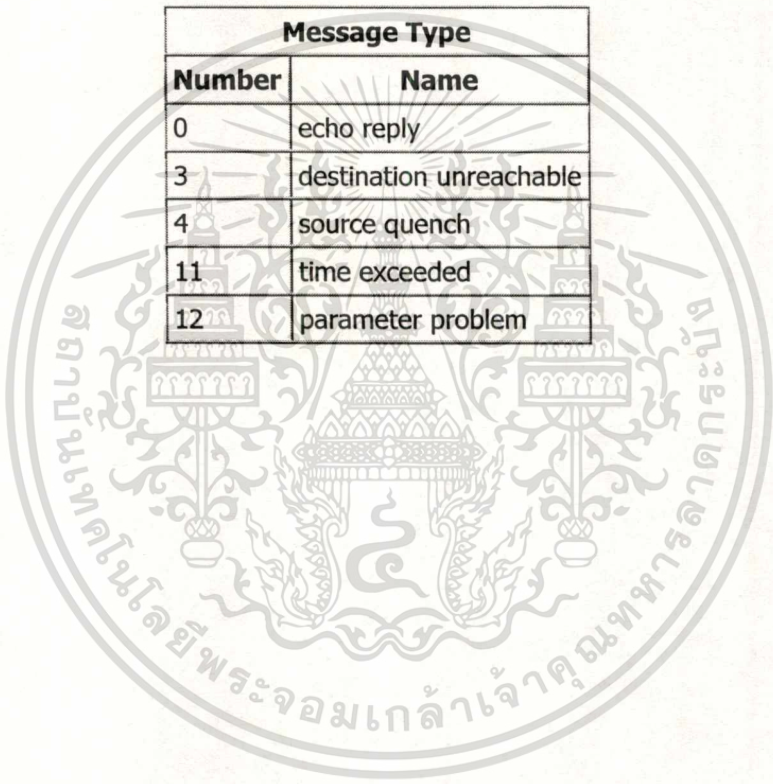 Message Type
Number Name
0 echo reply
3 destination unreachable
4 source quench
11 time exceeded
12 parameter problem
สถาบันเทคโนโลยีพระจอมเกล้าเจ้าคุณทหารลาดกระบัง